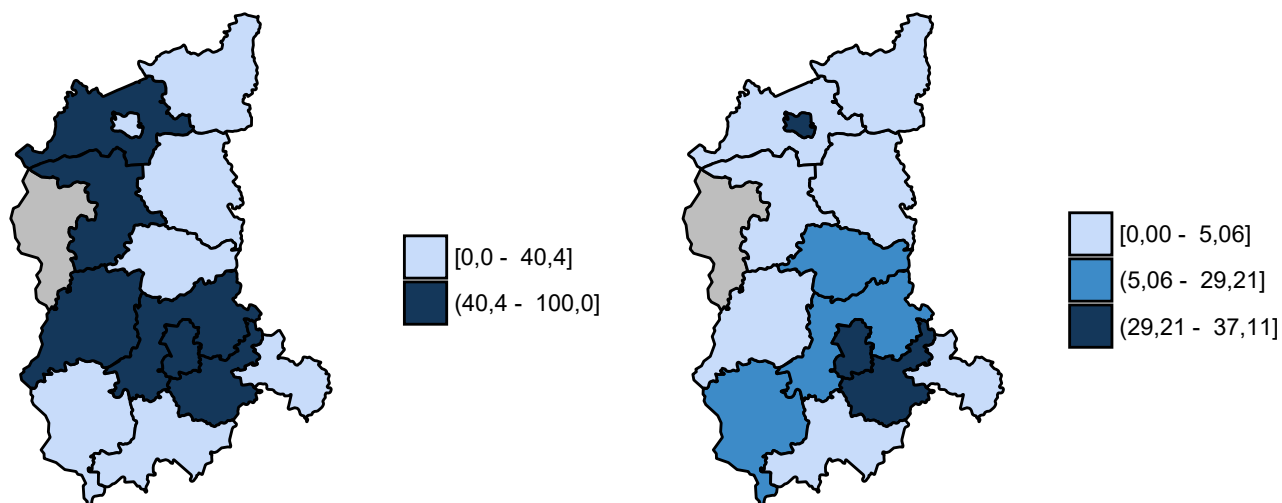 [0,0 - 40,4]
(40,4 - 100,0]
[0,00 - 5,06]
(5,06 - 29,21]
(29,21 - 37,11]